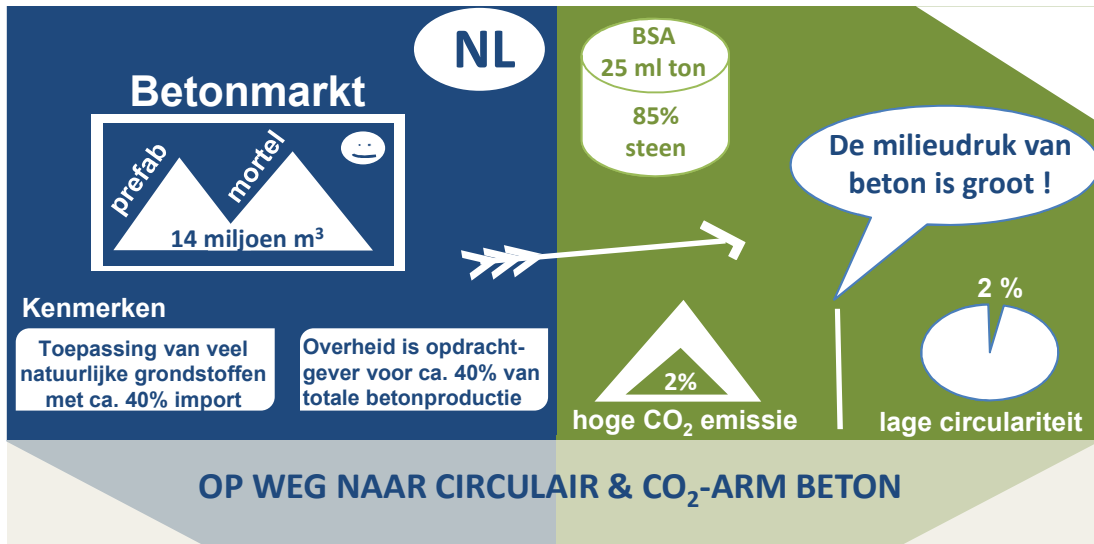 NL
Betonmarkt
prefab
mortel
14 miljoen m³
Kenmerken
Toepassing van veel
natuurlijke grondstoffen
met ca. 40% import
Overheid is opdracht-
gever voor ca. 40% van
totale betonproductie
BSA
25 ml ton
85%
steen
De milieudruk van
beton is groot !
2%
hoge CO₂ emissie
2 %
lage circulariteit
OP WEG NAAR CIRCULAIR & CO₂-ARM BETON